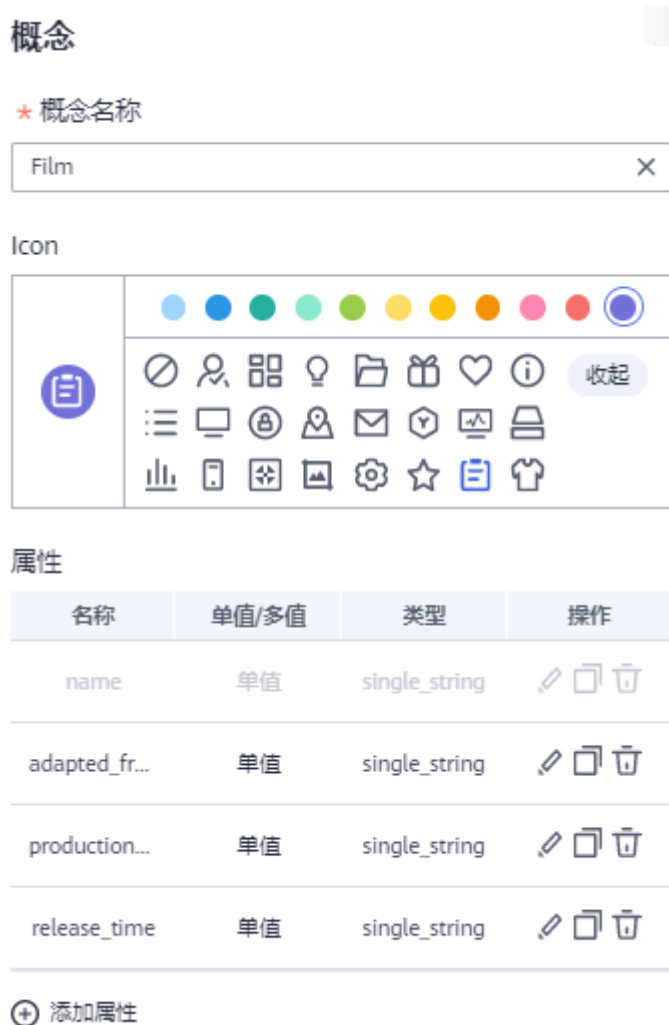 概念
* 概念名称
Film
Icon
收起
属性
名称 单值/多值 类型 操作
name 单值 single_string
adapted_fr... 单值 single_string
production... 单值 single_string
release_time 单值 single_string
添加属性